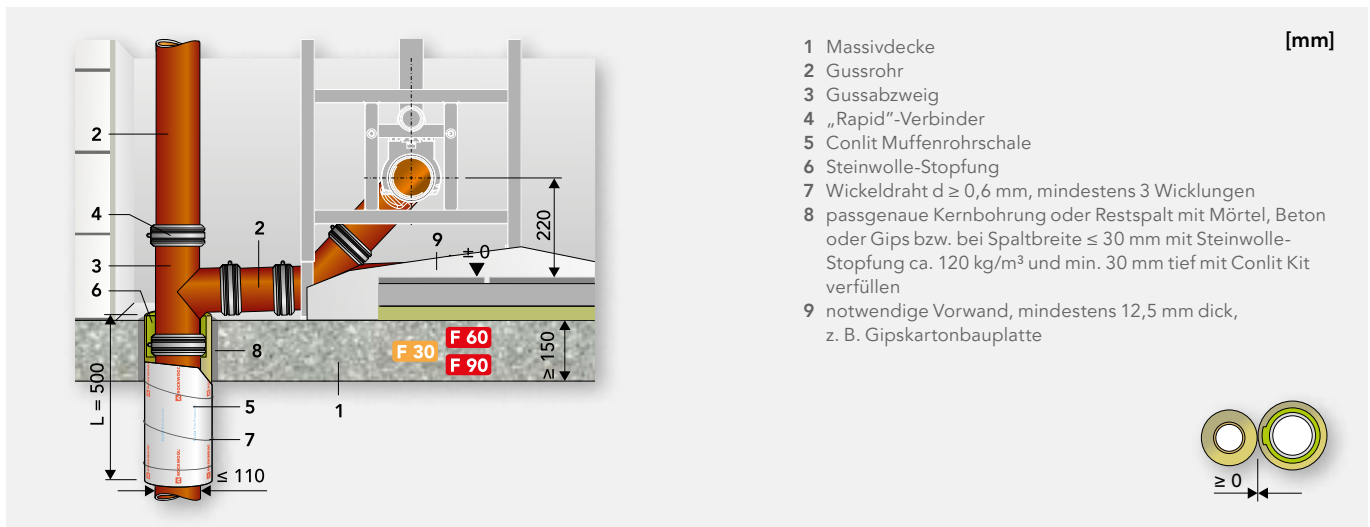 [mm]
1 Massivdecke
2 Gussrohr
3 Gussabzweig
4 „Rapid”-Verbinder
5 Conlit Muffenrohrschale
6 Steinwolle-Stopfung
7 Wickeldraht d ≥ 0,6 mm, mindestens 3 Wicklungen
8 passgenaue Kernbohrung oder Restspalt mit Mörtel, Beton
oder Gips bzw. bei Spaltbreite ≤ 30 mm mit Steinwolle-
Stopfung ca. 120 kg/m³ und min. 30 mm tief mit Conlit Kit
verfüllen
9 notwendige Vorwand, mindestens 12,5 mm dick,
z. B. Gipskartonbauplatte
2
4
2
9
± 0
220
3
6
F 30
F 60
F 90
≥ 150
8
L = 500
5
1
7
≤ 110
ROCKWOOL
ROCKWOOL
≥ 0